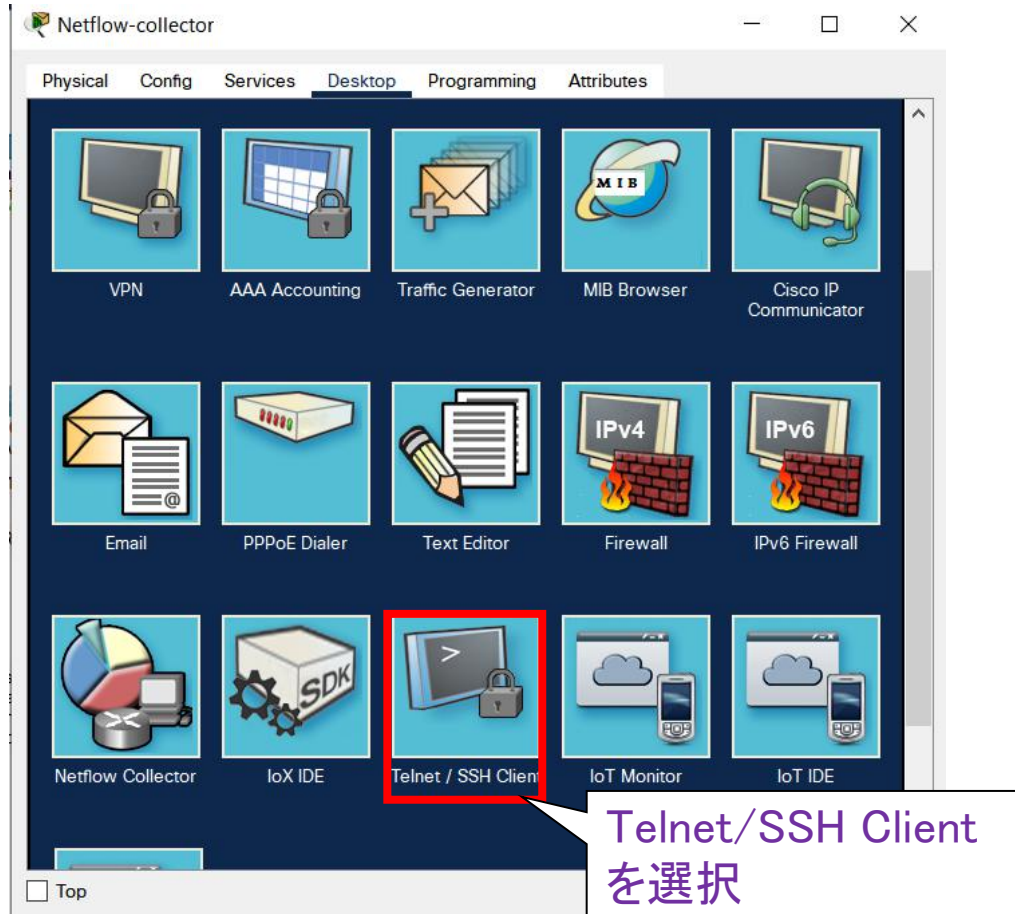 Netflow-collector
Physical Config Services Desktop Programming Attributes
MIB
VPN
AAA Accounting
Traffic Generator
MIB Browser
Cisco IP
Communicator
IPv4
IPv6
@
Email
PPPoE Dialer
Text Editor
Firewall
IPv6 Firewall
>
SDK
Netflow Collector
IoX IDE
Telnet / SSH Client
IoT Monitor
IoT IDE
Telnet/SSH Client
を選択
Top